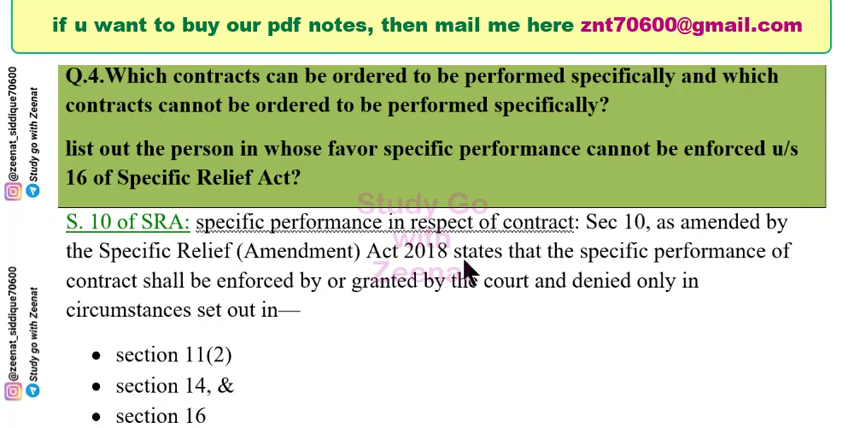 if u want to buy our pdf notes, then mail me here znt70600@gmail.com
@zeenat_siddique70600
Study go with Zeenat
Q.4.Which contracts can be ordered to be performed specifically and which
contracts cannot be ordered to be performed specifically?
list out the person in whose favor specific performance cannot be enforced u/s
16 of Specific Relief Act?
Study Go
with
Zeenat
S. 10 of SRA: specific performance in respect of contract: Sec 10, as amended by
the Specific Relief (Amendment) Act 2018 states that the specific performance of
contract shall be enforced by or granted by the court and denied only in
circumstances set out in—
@zeenat_siddique70600
Study go with Zeenat
• section 11(2)
• section 14, &
• section 16